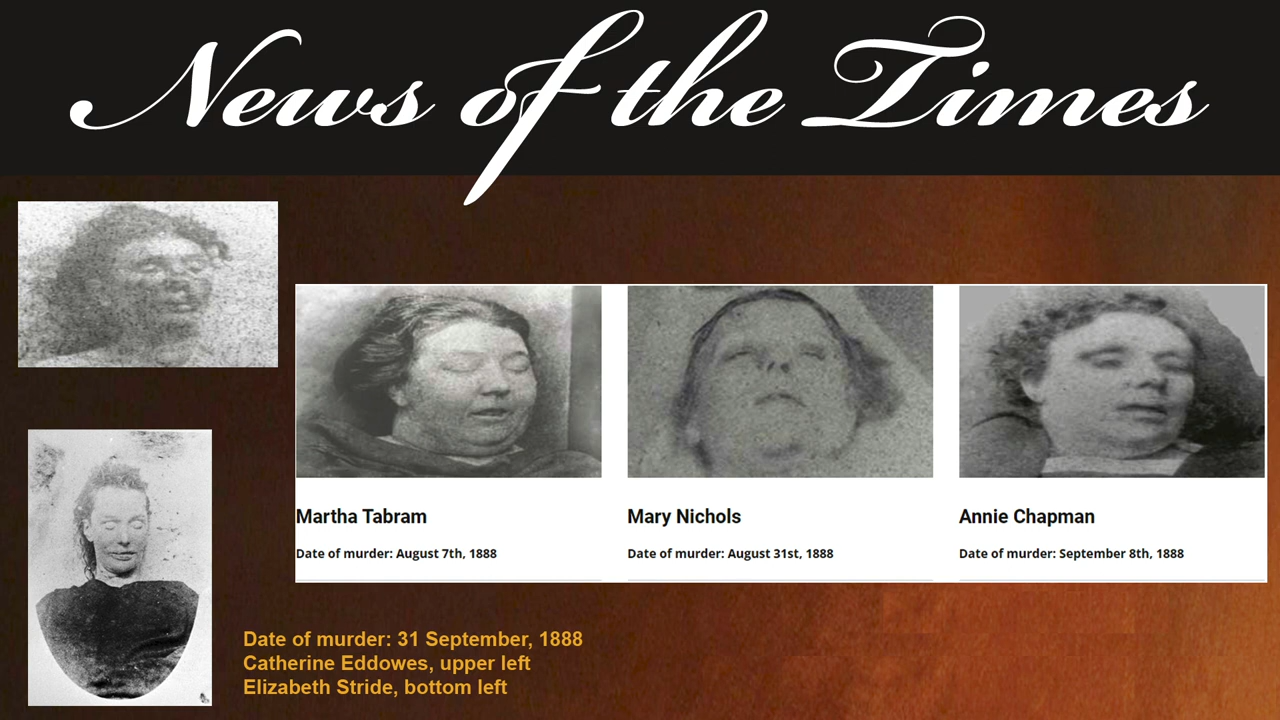 News of the Times
Martha Tabram
Date of murder: August 7th, 1888
Mary Nichols
Date of murder: August 31st, 1888
Annie Chapman
Date of murder: September 8th, 1888
Date of murder: 31 September, 1888
Catherine Eddowes, upper left
Elizabeth Stride, bottom left